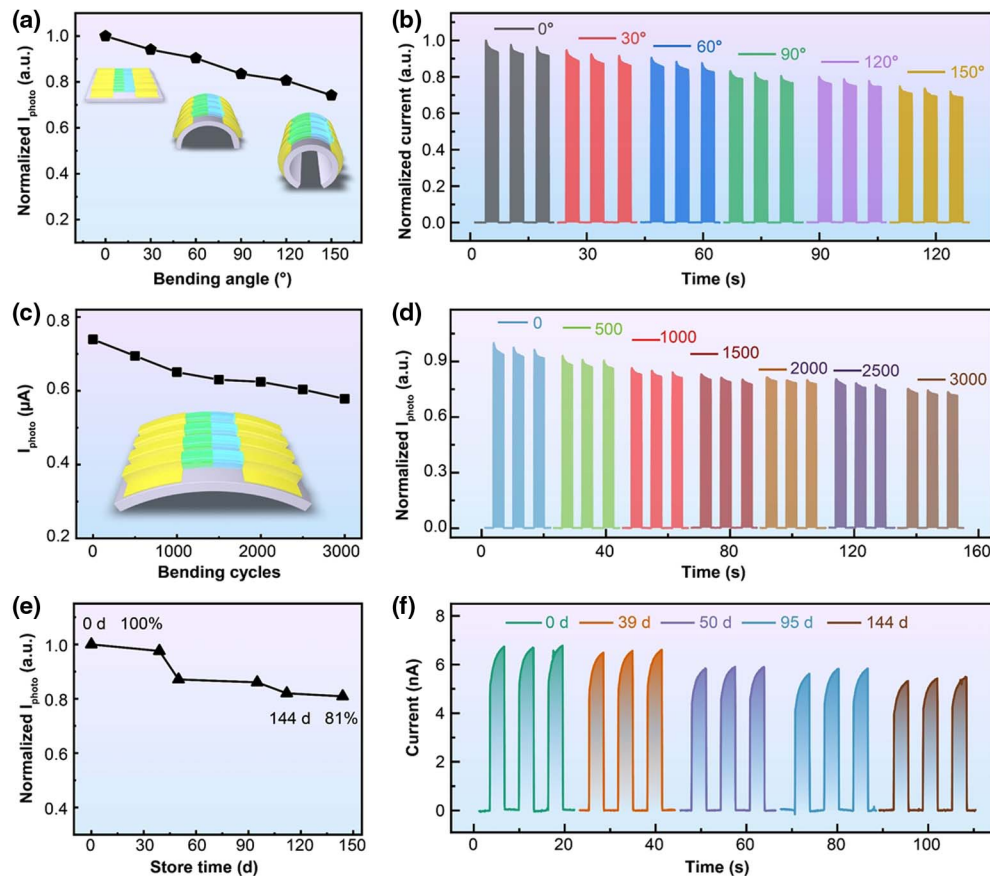 (a)
Normalized I_photo (a.u.)
1.0
0.8
0.6
0.4
0.2
0 30 60 90 120 150
Bending angle (°)
(b)
Normalized current (a.u.)
1.0
0.8
0.6
0.4
0.2
0.0
0° 30° 60° 90° 120° 150°
30 60 90 120
Time (s)
(c)
I_photo (μA)
0.8
0.6
0.4
0.2
0 1000 2000 3000
Bending cycles
(d)
Normalized I_photo (a.u.)
0.9
0.6
0.3
0.0
0 500 1000 1500 2000 2500 3000
0 40 80 120 160
Time (s)
(e)
Normalized I_photo (a.u.)
1.0
0.8
0.6
0.4
0 d 100%
144 d 81%
0 30 60 90 120 150
Store time (d)
(f)
Current (nA)
8
6
4
2
0
0 d 39 d 50 d 95 d 144 d
0 20 40 60 80 100
Time (s)